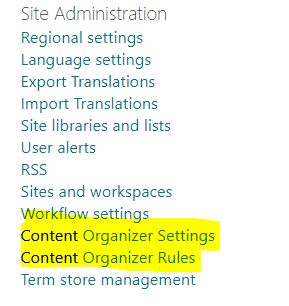 Site Administration
Regional settings
Language settings
Export Translations
Import Translations
Site libraries and lists
User alerts
RSS
Sites and workspaces
Workflow settings
Content Organizer Settings
Content Organizer Rules
Term store management